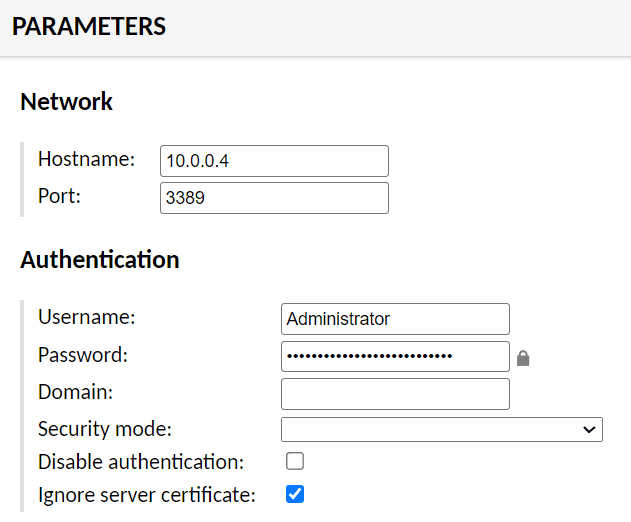 PARAMETERS
Network
Hostname: 10.0.0.4
Port: 3389
Authentication
Username: Administrator
Password: ••••••••••••••••••••••••••••
Domain:
Security mode:
Disable authentication:
Ignore server certificate: